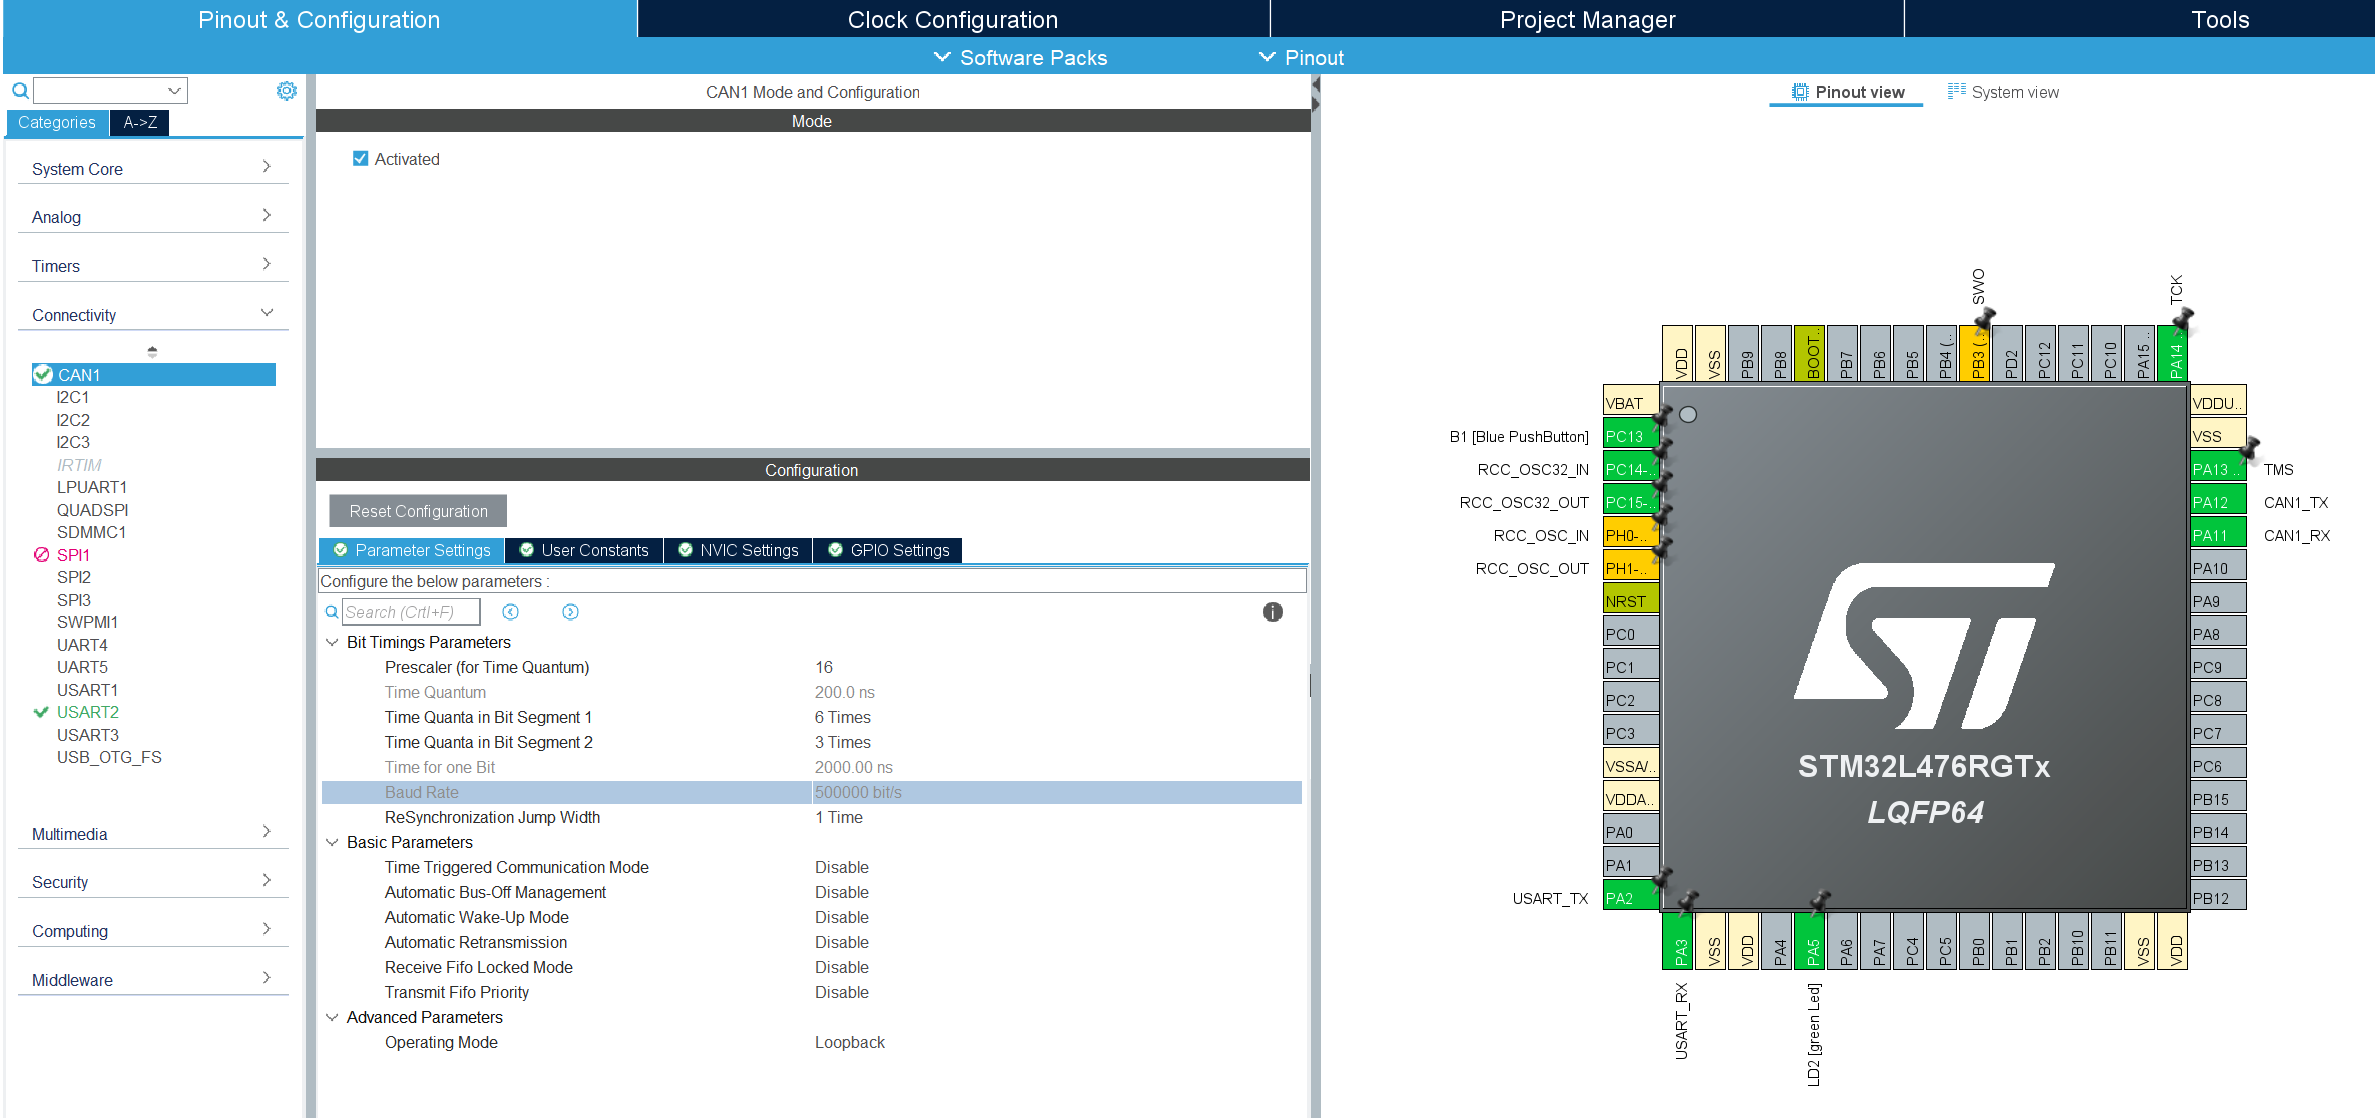 Pinout & Configuration
Clock Configuration
Project Manager
Tools
Software Packs
Pinout
Categories
A->Z
System Core
Analog
Timers
Connectivity
CAN1
I2C1
I2C2
I2C3
IRTIM
LPUART1
QUADSPI
SDMMC1
SPI1
SPI2
SPI3
SWPMI1
UART4
UART5
USART1
USART2
USART3
USB_OTG_FS
Multimedia
Security
Computing
Middleware
CAN1 Mode and Configuration
Mode
Activated
Configuration
Reset Configuration
Parameter Settings
User Constants
NVIC Settings
GPIO Settings
Configure the below parameters :
Search (Crtl+F)
Bit Timings Parameters
Prescaler (for Time Quantum) 16
Time Quantum 200.0 ns
Time Quanta in Bit Segment 1 6 Times
Time Quanta in Bit Segment 2 3 Times
Time for one Bit 2000.00 ns
Baud Rate 500000 bit/s
ReSynchronization Jump Width 1 Time
Basic Parameters
Time Triggered Communication Mode Disable
Automatic Bus-Off Management Disable
Automatic Wake-Up Mode Disable
Automatic Retransmission Disable
Receive Fifo Locked Mode Disable
Transmit Fifo Priority Disable
Advanced Parameters
Operating Mode Loopback
Pinout view
System view
SWO
TCK
VDD
VSS
PB9
PB8
BOOT..
PB7
PB6
PB5
PB4 (..
PB3 (..
PD2
PC12
PC11
PC10
PA15 ..
PA14 ..
VBAT
B1 [Blue PushButton] PC13
RCC_OSC32_IN PC14-..
RCC_OSC32_OUT PC15-..
RCC_OSC_IN PH0-..
RCC_OSC_OUT PH1-..
NRST
PC0
PC1
PC2
PC3
VSSA/..
VDDA..
PA0
PA1
USART_TX PA2
STM32L476RGTx
LQFP64
VDDU..
VSS
PA13 .. TMS
PA12 CAN1_TX
PA11 CAN1_RX
PA10
PA9
PA8
PC9
PC8
PC7
PC6
PB15
PB14
PB13
PB12
PA3
VSS
VDD
PA4
PA5
PA6
PA7
PC4
PC5
PB0
PB1
PB2
PB10
PB11
VSS
VDD
USART_RX
LD2 [green Led]